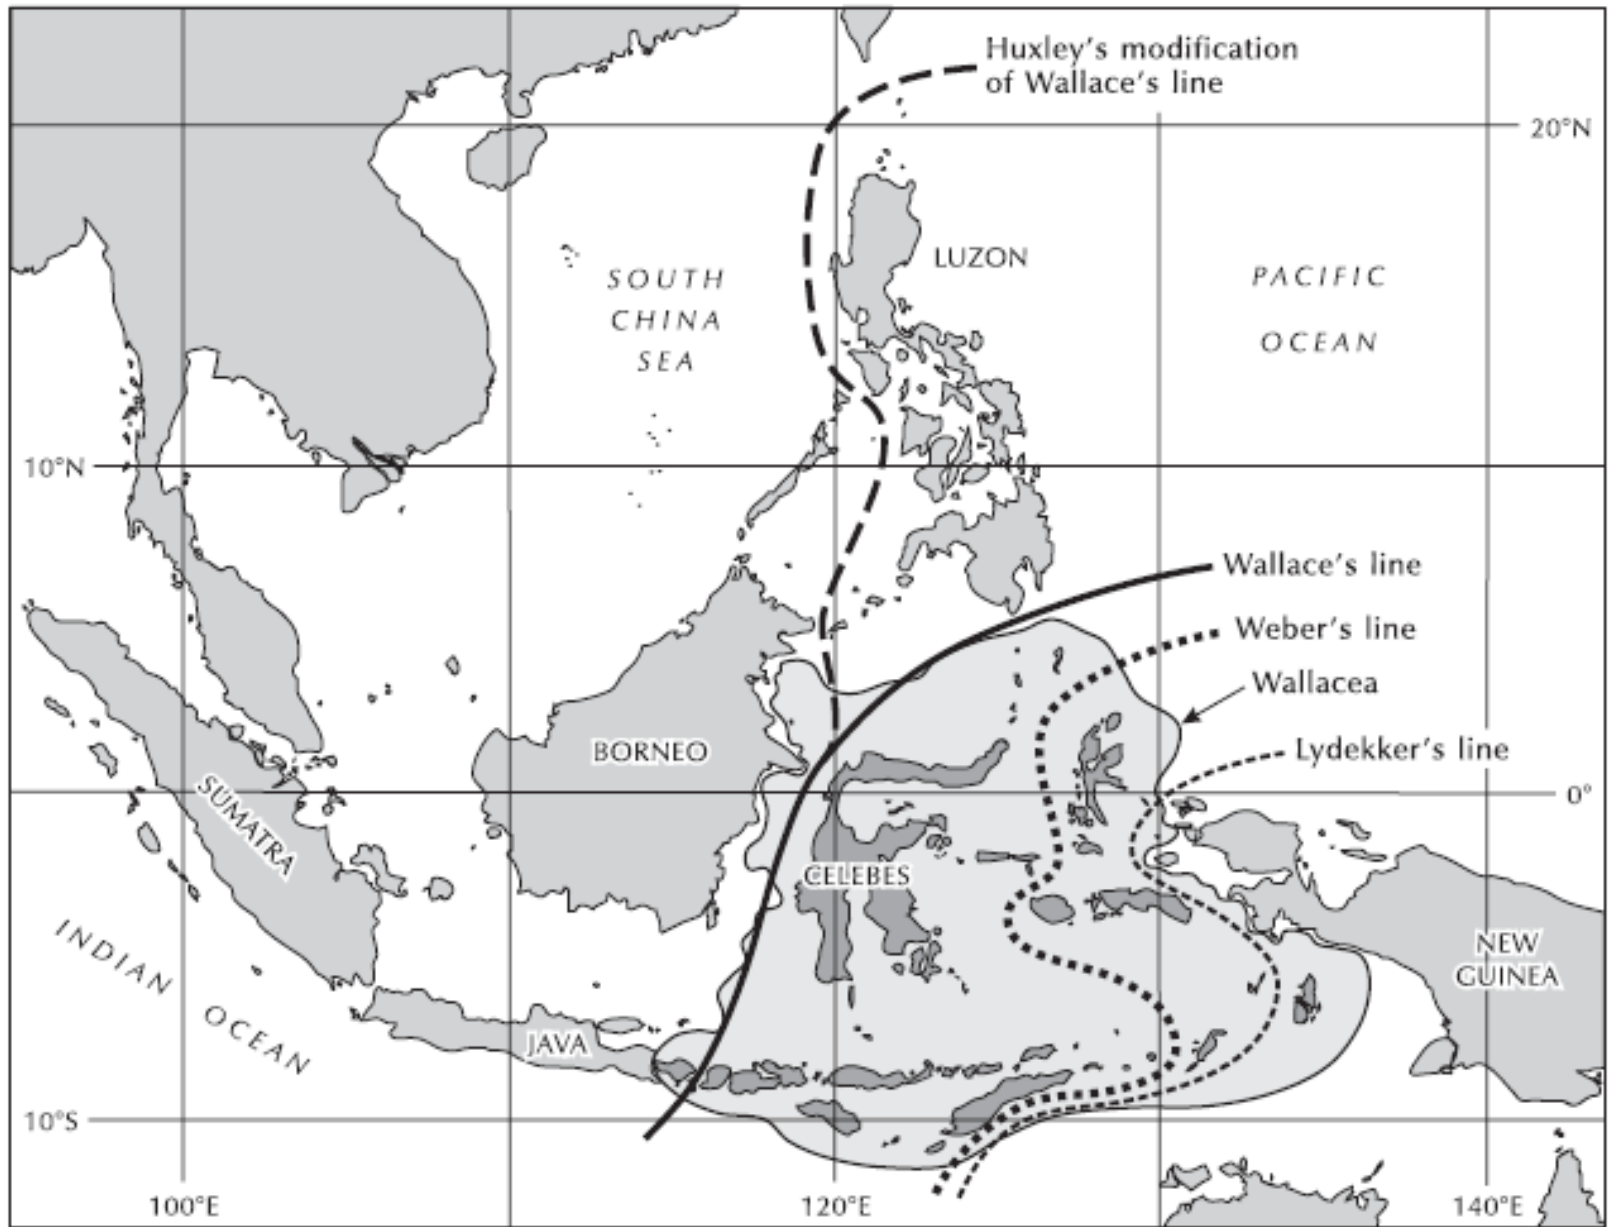 Huxley's modification
of Wallace's line
20°N
LUZON
SOUTH
CHINA
SEA
PACIFIC
OCEAN
10°N
Wallace's line
Weber's line
Wallacea
Lydekker's line
BORNEO
0°
SUMATRA
CELEBES
INDIAN OCEAN
NEW
GUINEA
JAVA
10°S
100°E
120°E
140°E